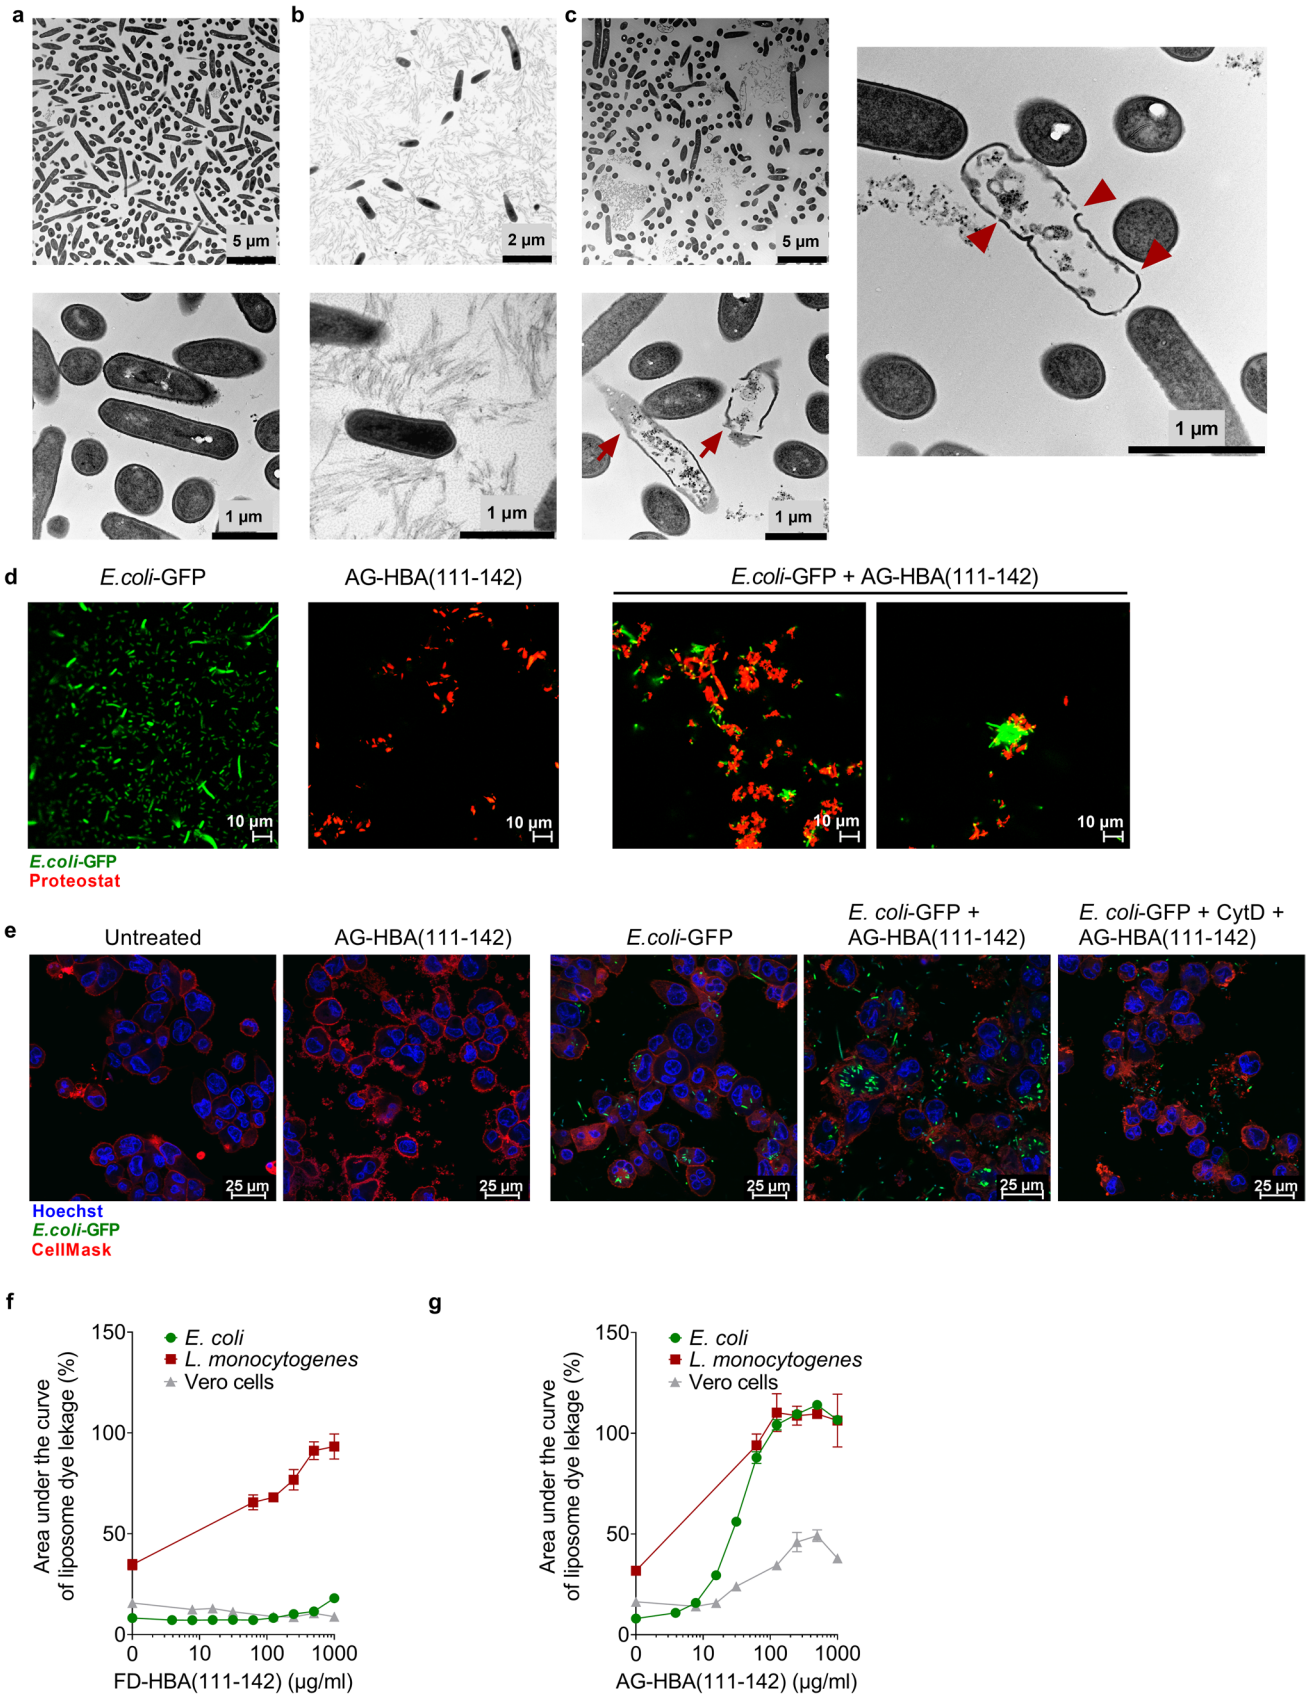 a
b
c
5 µm
2 µm
5 µm
1 µm
1 µm
1 µm
1 µm
d
E.coli-GFP
AG-HBA(111-142)
E.coli-GFP + AG-HBA(111-142)
10 µm
10 µm
10 µm
10 µm
E.coli-GFP
Proteostat
e
Untreated
AG-HBA(111-142)
E.coli-GFP
E. coli-GFP +
AG-HBA(111-142)
E. coli-GFP + CytD +
AG-HBA(111-142)
25 µm
25 µm
25 µm
25 µm
25 µm
Hoechst
E.coli-GFP
CellMask
f
Area under the curve
of liposome dye lekage (%)
150
100
50
0
E. coli
L. monocytogenes
Vero cells
0
10
100
1000
FD-HBA(111-142) (µg/ml)
g
Area under the curve
of liposome dye lekage (%)
150
100
50
0
E. coli
L. monocytogenes
Vero cells
0
10
100
1000
AG-HBA(111-142) (µg/ml)